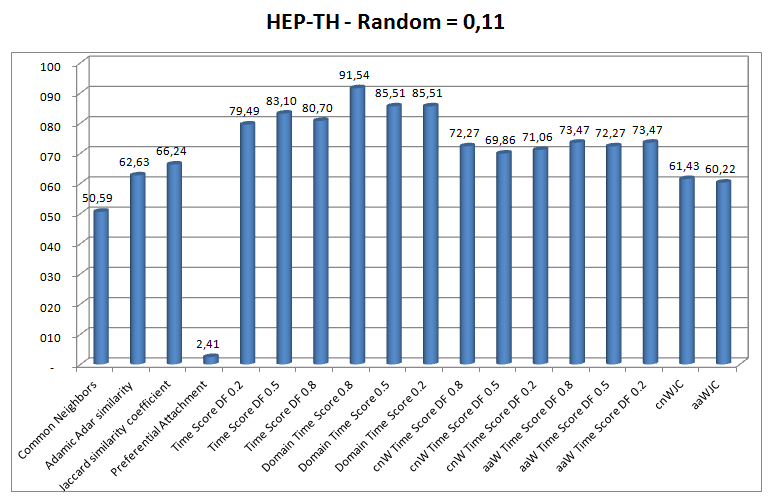 HEP-TH - Random = 0,11
100
090
080
070
060
050
040
030
020
010
-
50,59
62,63
66,24
2,41
79,49
83,10
80,70
91,54
85,51
85,51
72,27
69,86
71,06
73,47
72,27
73,47
61,43
60,22
Common Neighbors
Adamic Adar similarity
Jaccard similarity coefficient
Preferential Attachment
Time Score DF 0.2
Time Score DF 0.5
Time Score DF 0.8
Domain Time Score 0.8
Domain Time Score 0.5
Domain Time Score 0.2
cnW Time Score DF 0.8
cnW Time Score DF 0.5
cnW Time Score DF 0.2
aaW Time Score DF 0.8
aaW Time Score DF 0.5
aaW Time Score DF 0.2
cnWJC
aaWJC